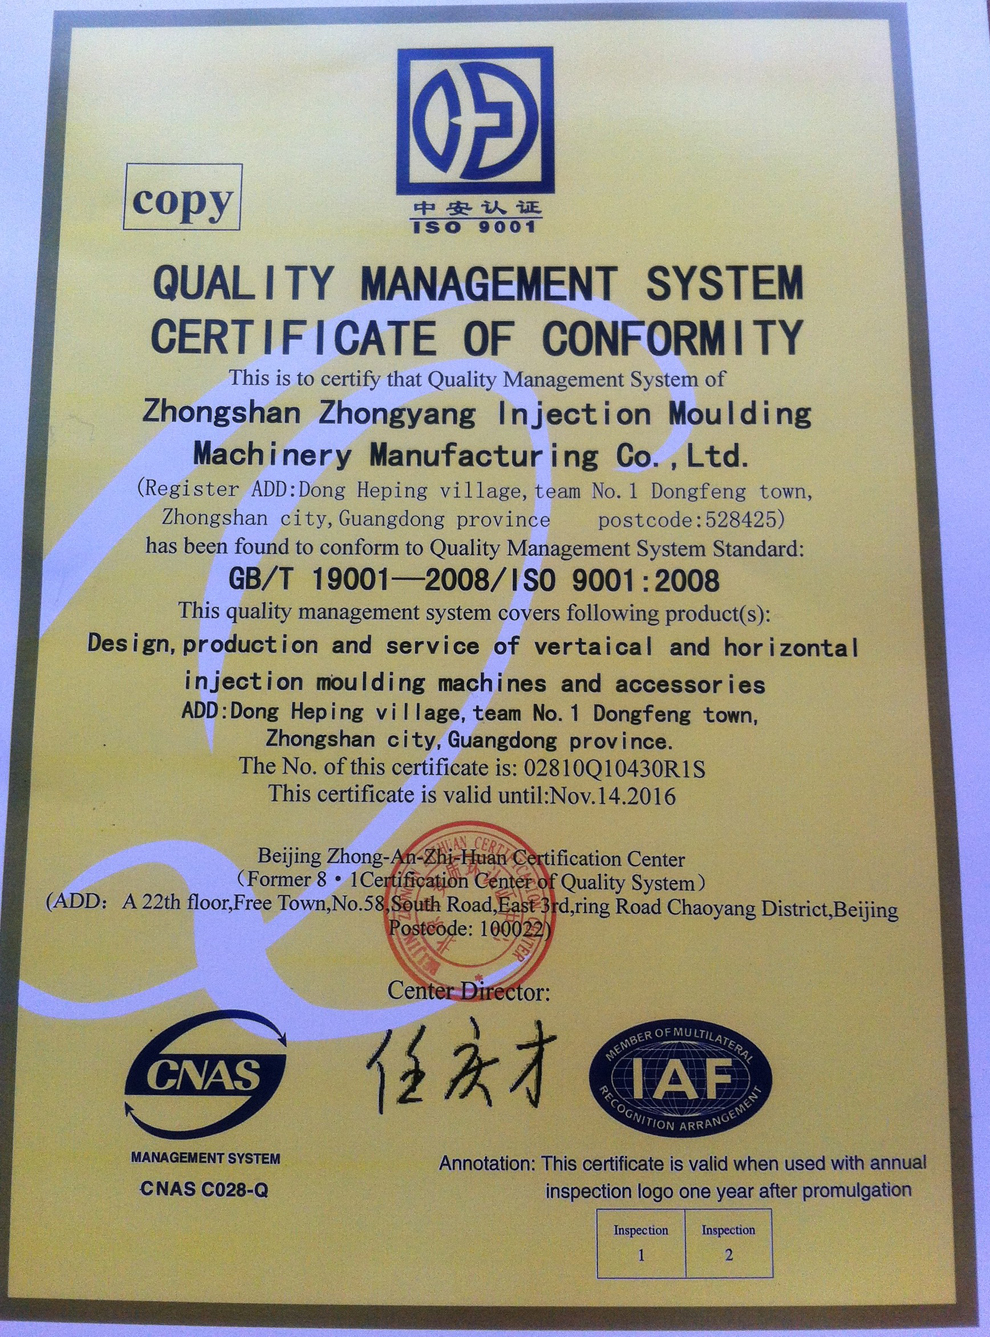 中安认证
ISO 9001
copy
QUALITY MANAGEMENT SYSTEM
CERTIFICATE OF CONFORMITY
This is to certify that Quality Management System of
Zhongshan Zhongyang Injection Moulding
Machinery Manufacturing Co.,Ltd.
(Register ADD:Dong Heping village,team No.1 Dongfeng town,
Zhongshan city,Guangdong province postcode:528425)
has been found to conform to Quality Management System Standard:
GB/T 19001—2008/ISO 9001:2008
This quality management system covers following product(s):
Design,production and service of vertaical and horizontal
injection moulding machines and accessories
ADD:Dong Heping village,team No.1 Dongfeng town,
Zhongshan city,Guangdong province.
The No. of this certificate is: 02810Q10430R1S
This certificate is valid until:Nov.14.2016
Beijing Zhong-An-Zhi-Huan Certification Center
(Former 8·1Certification Center of Quality System)
(ADD: A 22th floor,Free Town,No.58,South Road,East 3rd,ring Road Chaoyang District,Beijing
Postcode: 100022)
Center Director:
任庆才
CNAS
MANAGEMENT SYSTEM
CNAS C028-Q
MEMBER OF MULTILATERAL
IAF
RECOGNITION ARRANGEMENT
Annotation: This certificate is valid when used with annual
inspection logo one year after promulgation
Inspection Inspection
1 2